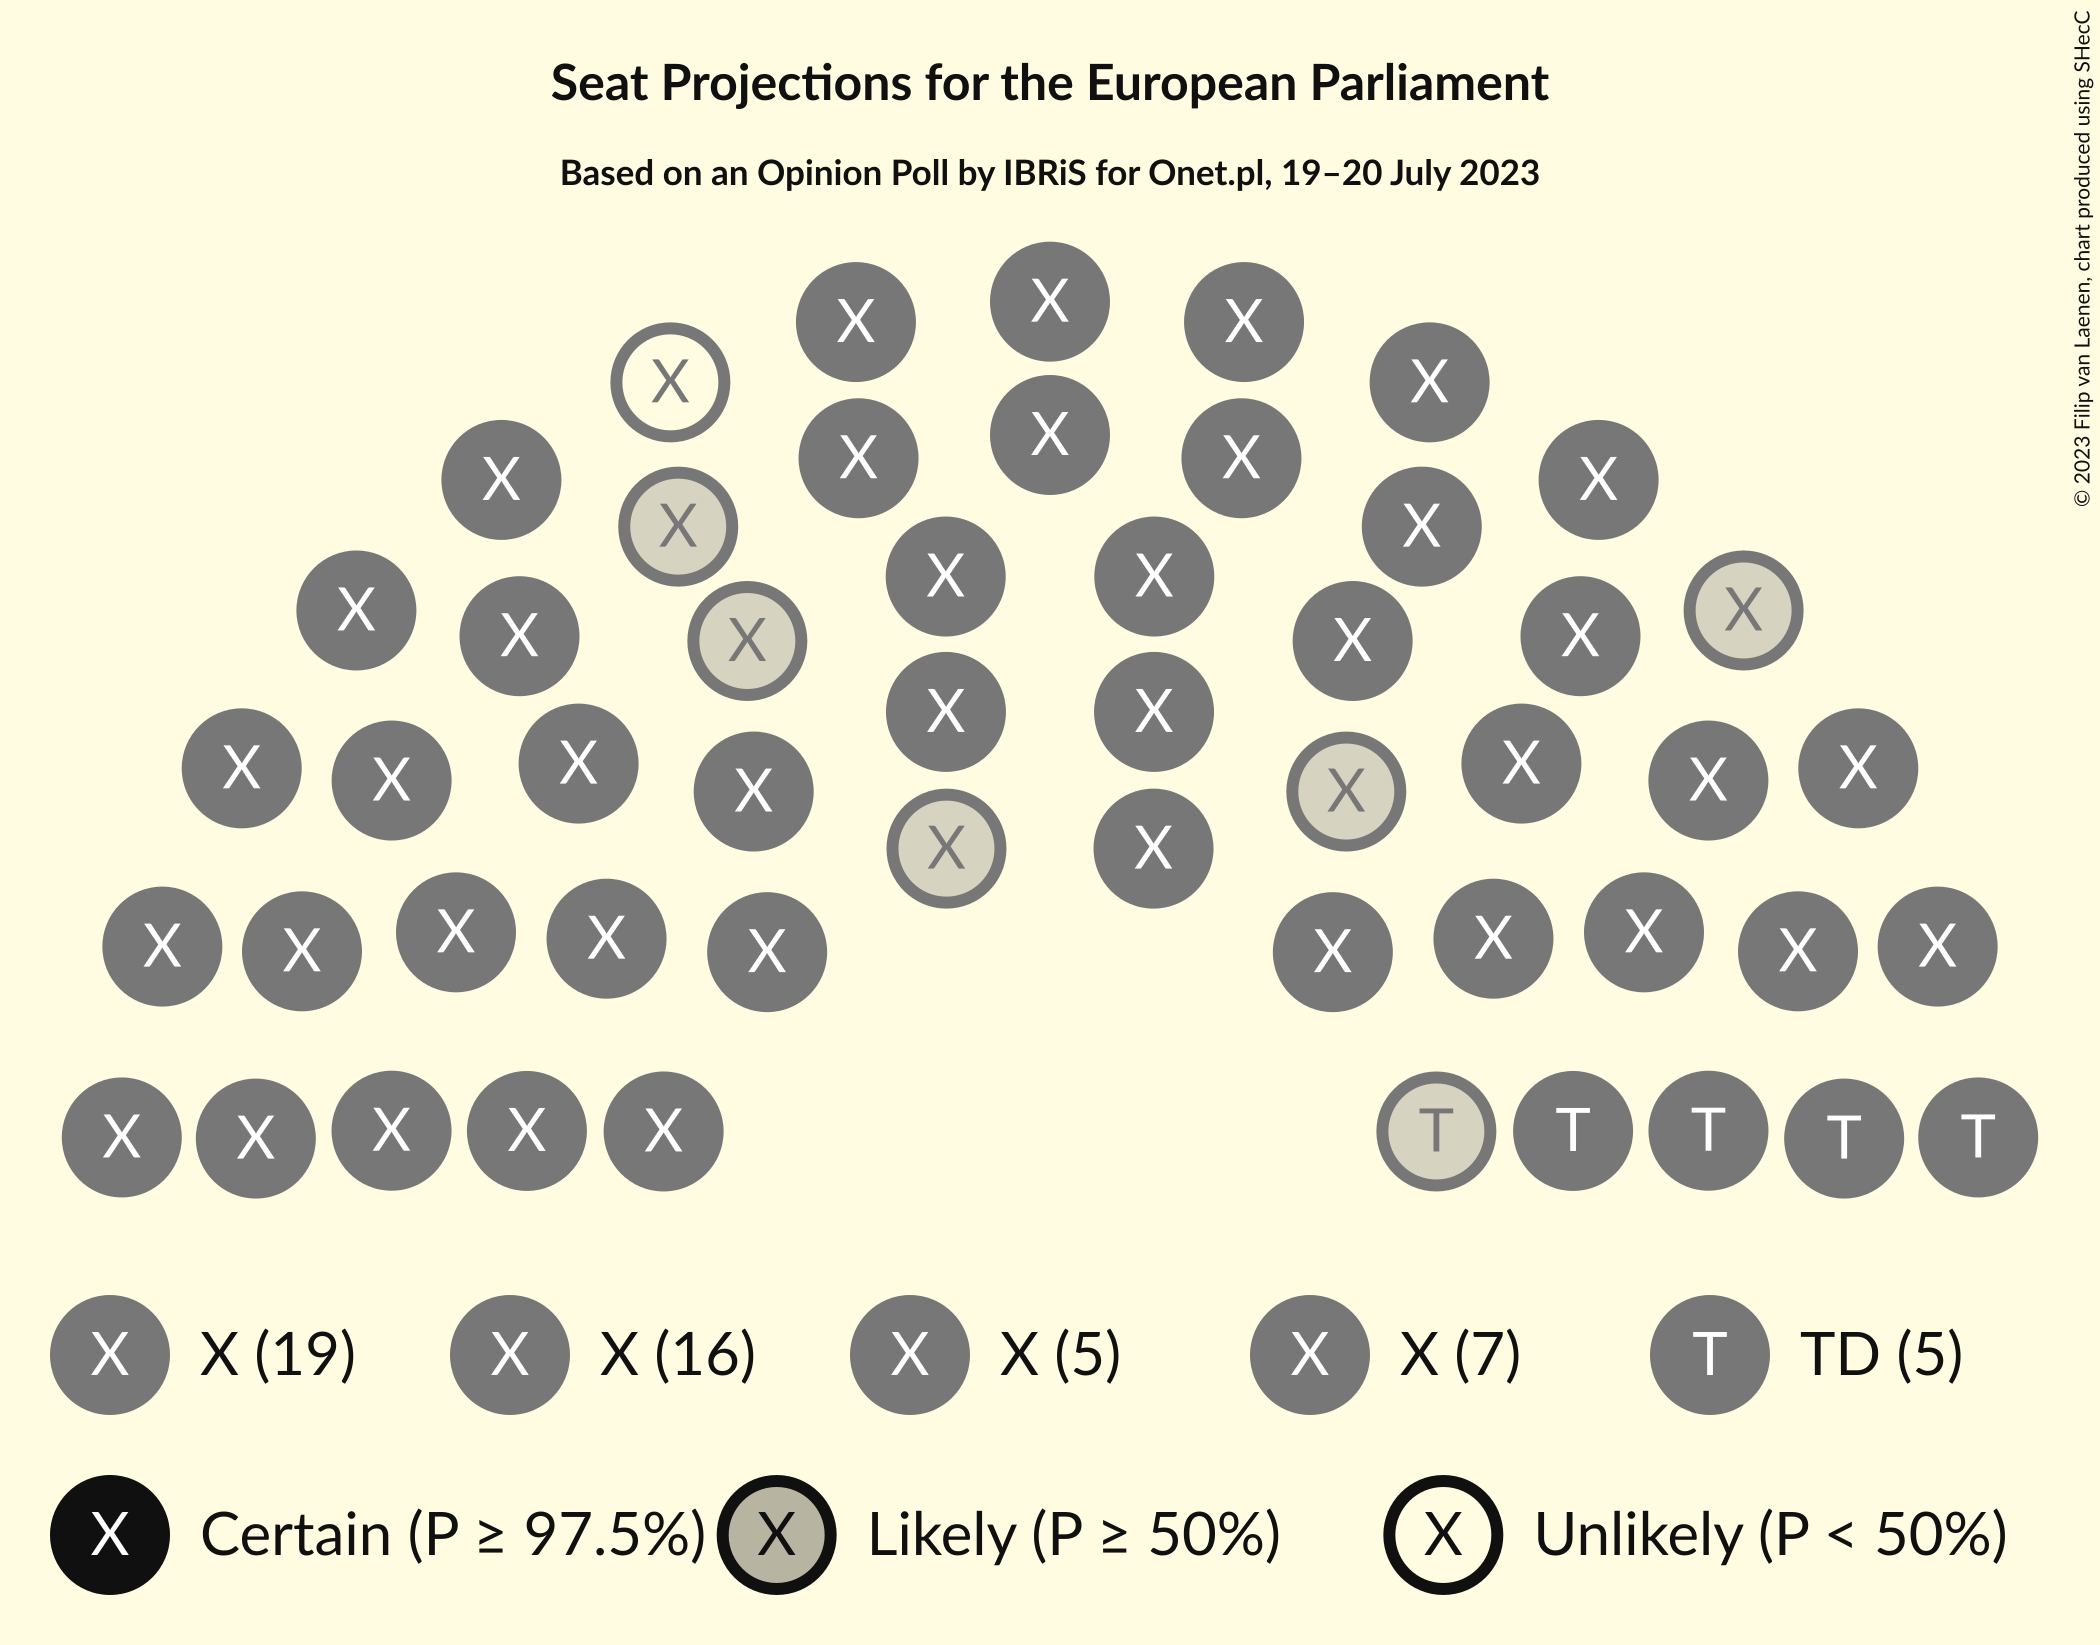 Seat Projections for the European Parliament
Based on an Opinion Poll by IBRiS for Onet.pl, 19–20 July 2023
© 2023 Filip van Laenen, chart produced using SHecC
X
X X
X X
X
X X X
X X
X X
X X
X X
X X X X
X X
X X
X X X X
X X
X X X X
X X
X X
X X X X
X X X X
X X
X X X X X T T T T T
X X (19) X X (16) X X (5) X X (7) T TD (5)
X Certain (P ≥ 97.5%) X Likely (P ≥ 50%) X Unlikely (P < 50%)